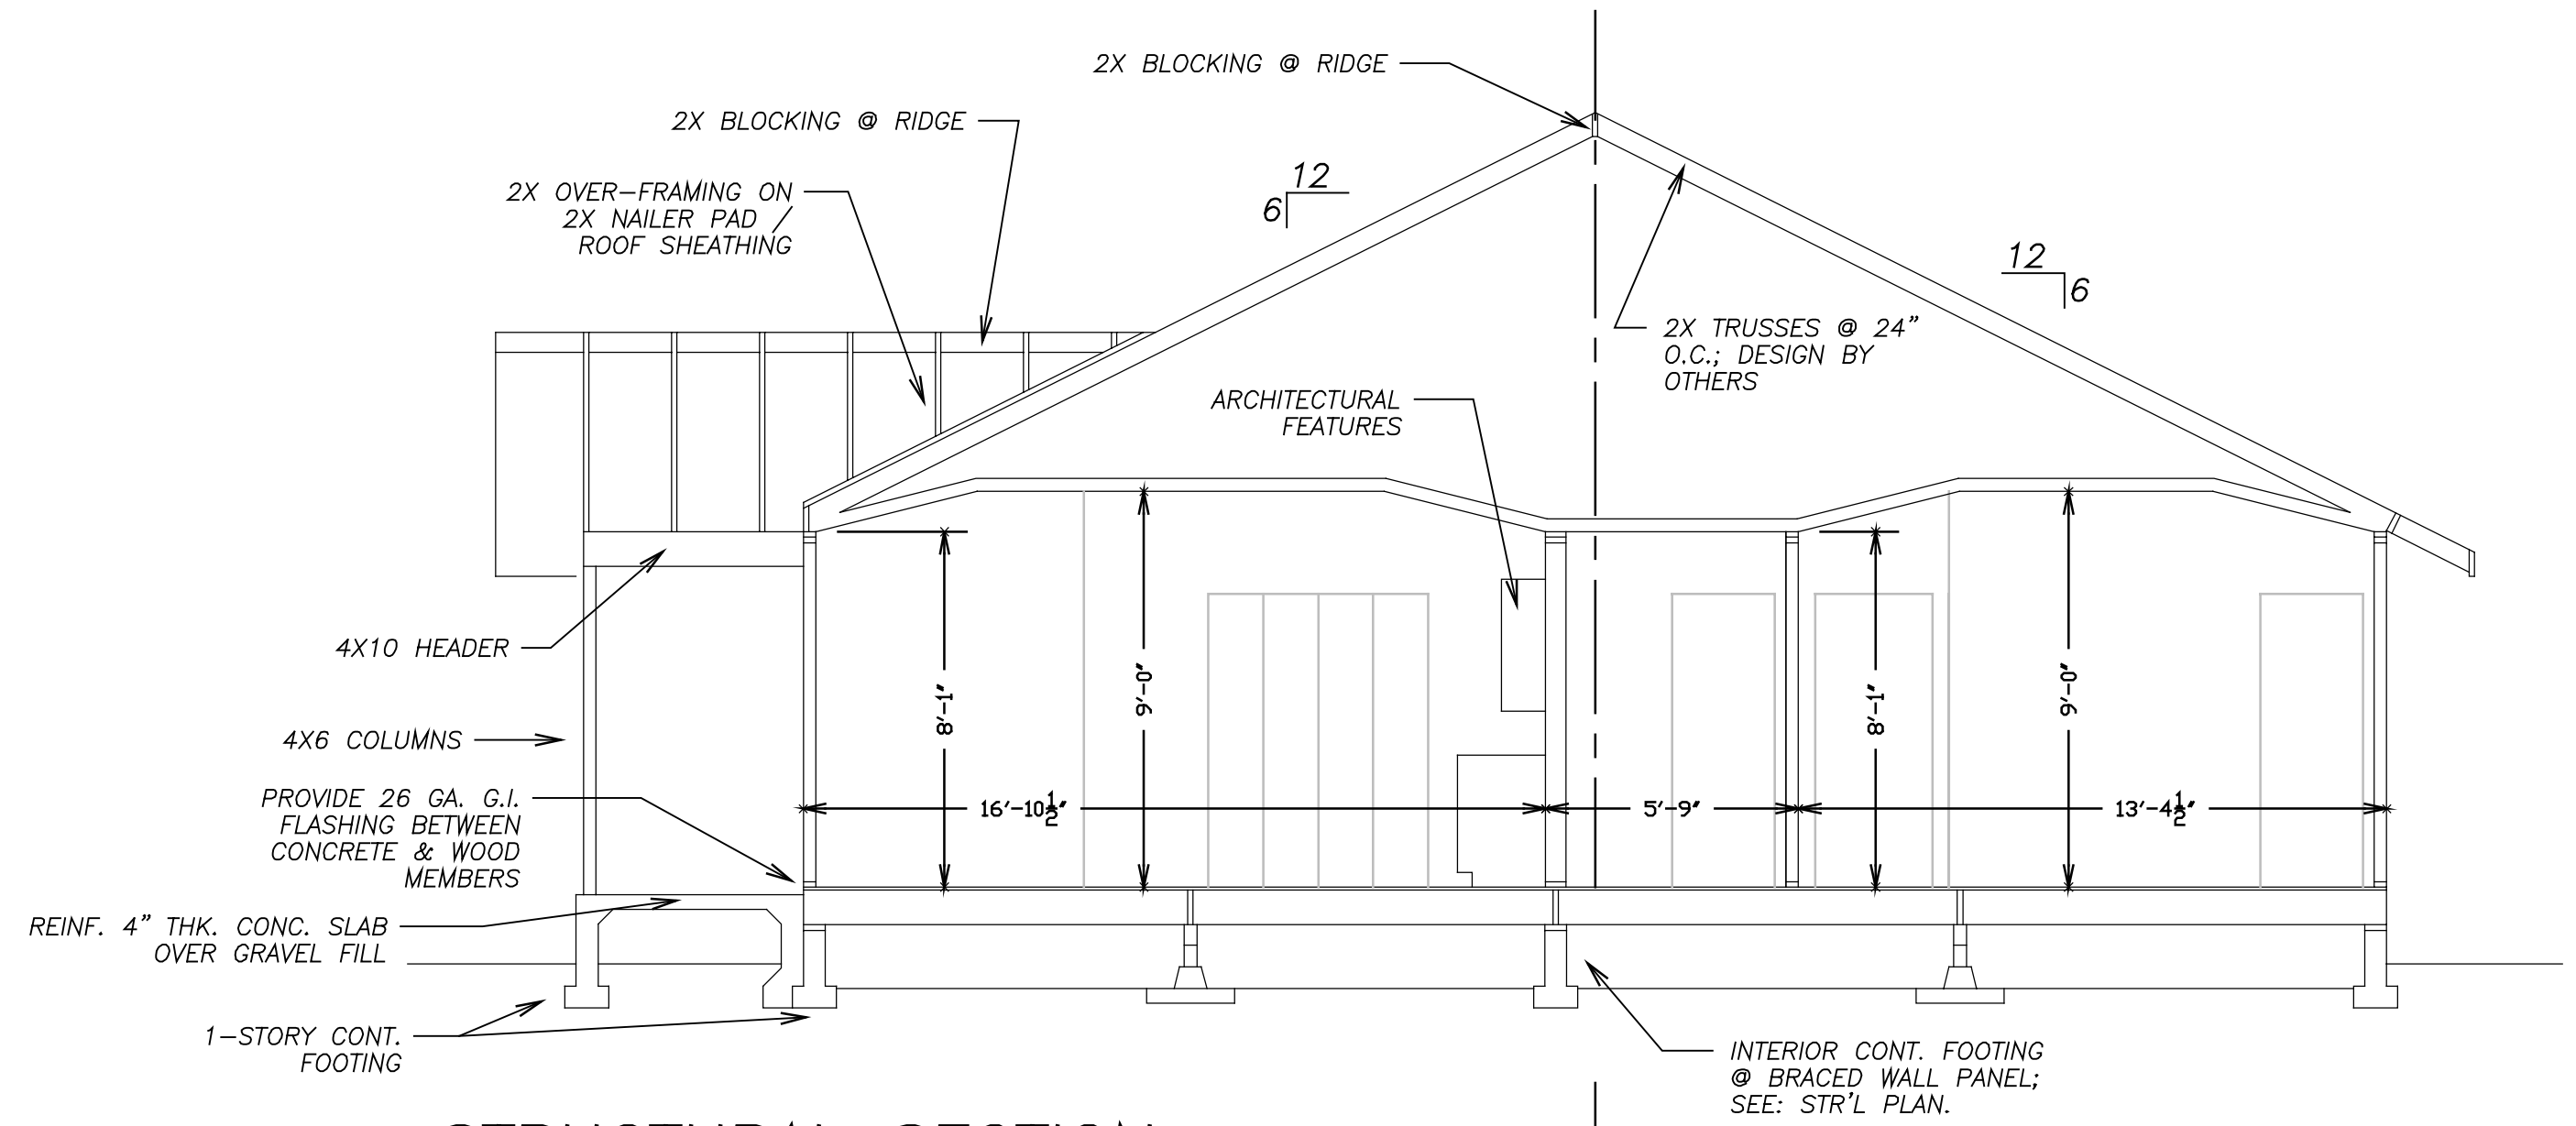 2X BLOCKING @ RIDGE
2X BLOCKING @ RIDGE
2X OVER-FRAMING ON
2X NAILER PAD /
ROOF SHEATHING
12
6
12
6
2X TRUSSES @ 24"
O.C.; DESIGN BY
OTHERS
ARCHITECTURAL
FEATURES
4X10 HEADER
8'-1"
9'-0"
8'-1"
9'-0"
4X6 COLUMNS
PROVIDE 26 GA. G.I.
FLASHING BETWEEN
CONCRETE & WOOD
MEMBERS
16'-10½"
5'-9"
13'-4½"
REINF. 4" THK. CONC. SLAB
OVER GRAVEL FILL
1-STORY CONT.
FOOTING
INTERIOR CONT. FOOTING
@ BRACED WALL PANEL;
SEE: STR'L PLAN.
STRUCTURAL SECTION